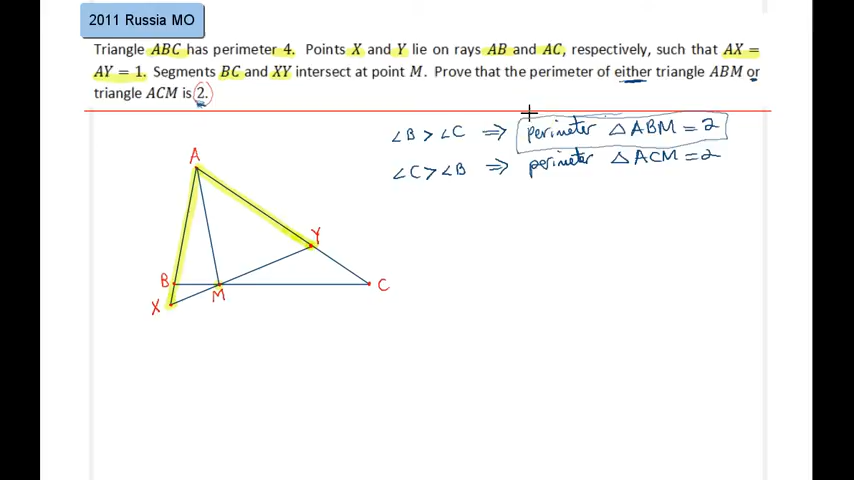 2011 Russia MO
Triangle ABC has perimeter 4. Points X and Y lie on rays AB and AC, respectively, such that AX =
AY = 1. Segments BC and XY intersect at point M. Prove that the perimeter of either triangle ABM or
triangle ACM is 2.
∠B > ∠C ⇒ perimeter △ABM = 2
∠C > ∠B ⇒ perimeter △ACM = 2
A
Y
B
C
M
X